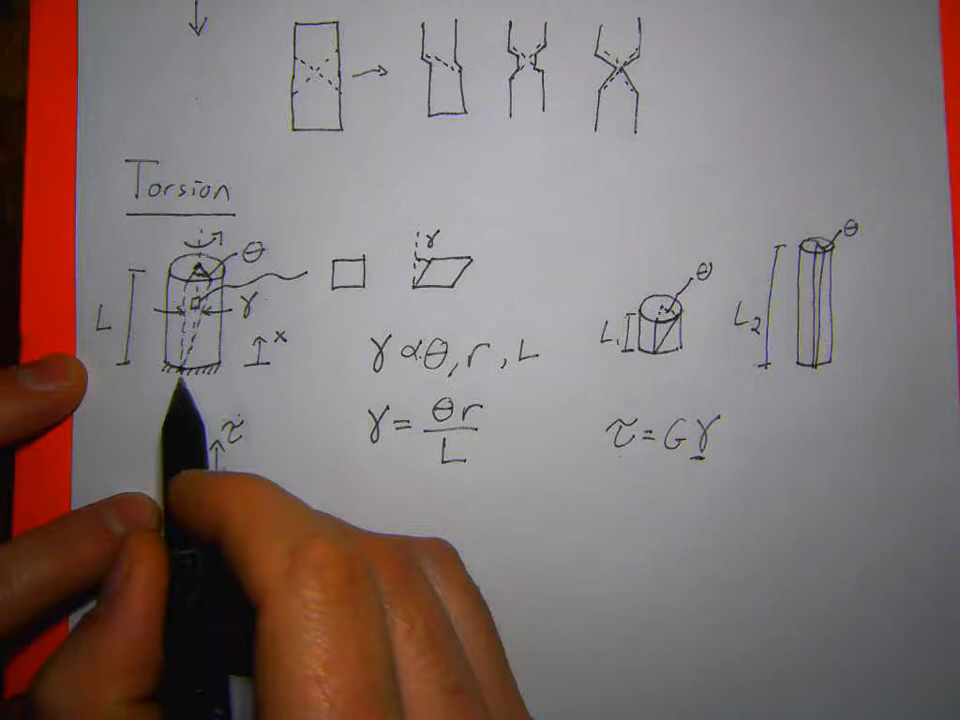 Torsion
θ
γ
L
γ
x
θ
L₁
θ
L₂
γ ∝ θ, r, L
γ = θr / L
τ = Gγ
τ